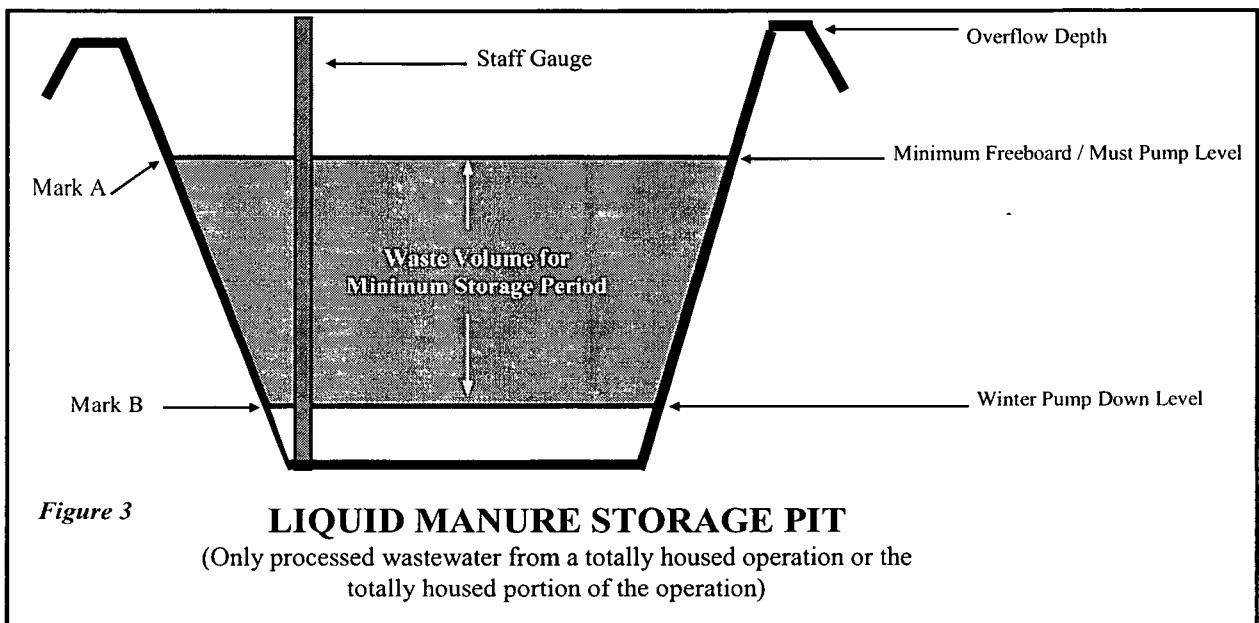 Overflow Depth
Staff Gauge
Minimum Freeboard / Must Pump Level
Mark A
Waste Volume for
Minimum Storage Period
Mark B
Winter Pump Down Level
Figure 3
LIQUID MANURE STORAGE PIT
(Only processed wastewater from a totally housed operation or the
totally housed portion of the operation)